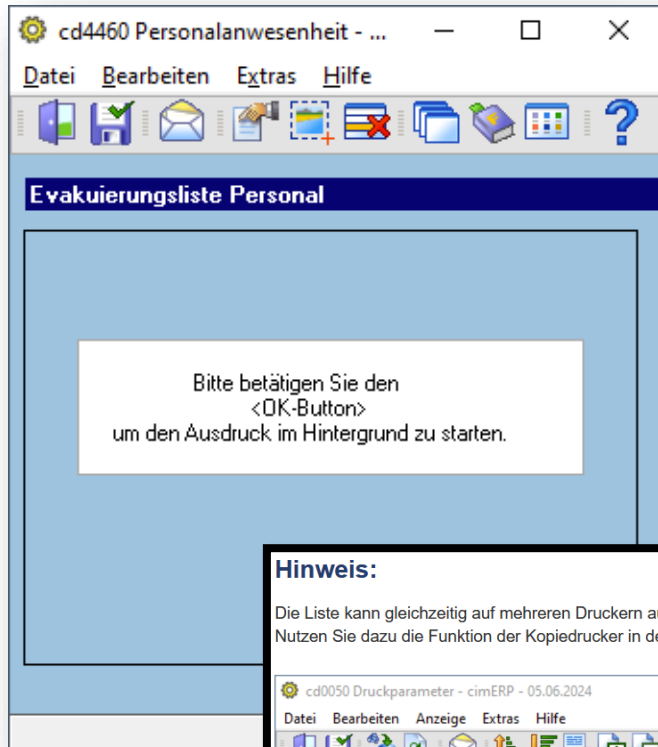 cd4460 Personalanwesenheit - ...
Datei Bearbeiten Extras Hilfe
Evakuierungsliste Personal
Bitte betätigen Sie den
<OK-Button>
um den Ausdruck im Hintergrund zu starten.
Hinweis:
Die Liste kann gleichzeitig auf mehreren Druckern
Nutzen Sie dazu die Funktion der Kopiedrucker in
cd0050 Druckparameter - cimERP - 05.06.2024
Datei Bearbeiten Anzeige Extras Hilfe